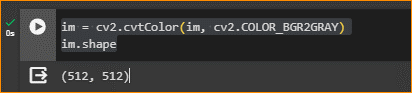 im = cv2.cvtColor(im, cv2.COLOR_BGR2GRAY)
im.shape
0s
(512, 512)